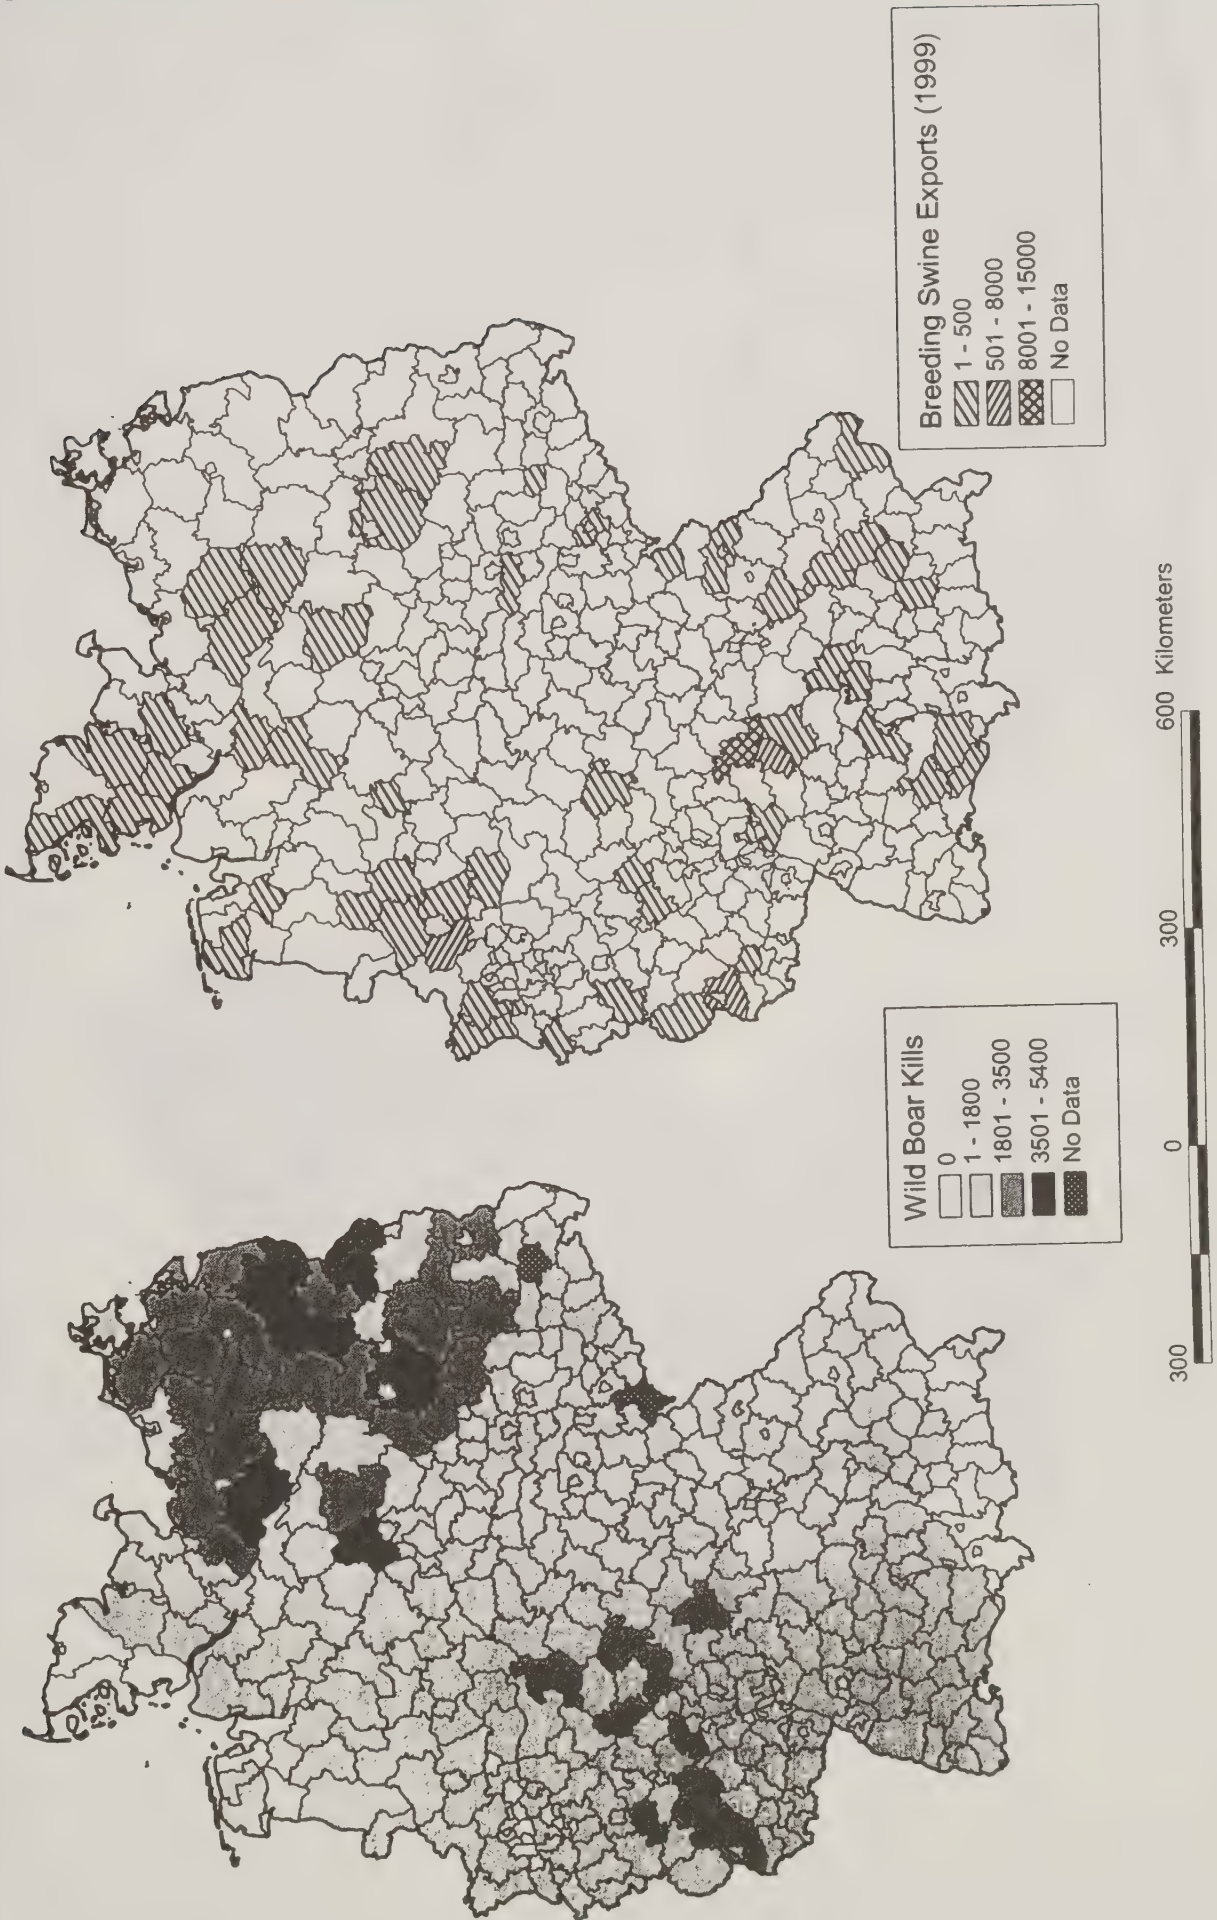 Wild Boar Kills
0
1 - 1800
1801 - 3500
3501 - 5400
No Data
Breeding Swine Exports (1999)
1 - 500
501 - 8000
8001 - 15000
No Data
300
0
300
600 Kilometers